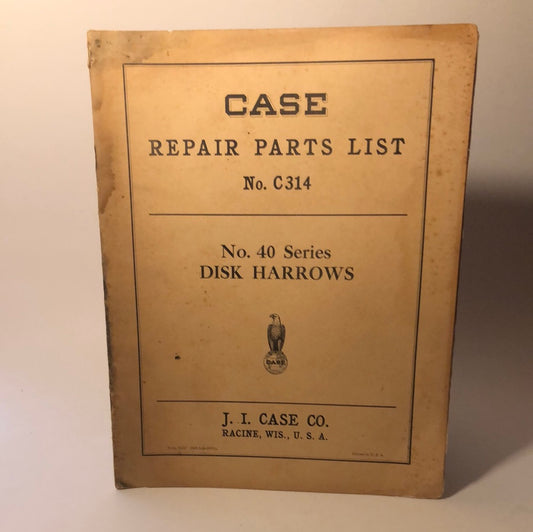 CASE
REPAIR PARTS LIST
No. C314
No. 40 Series
DISK HARROWS
CASE
J. I. CASE CO.
RACINE, WIS., U. S. A.